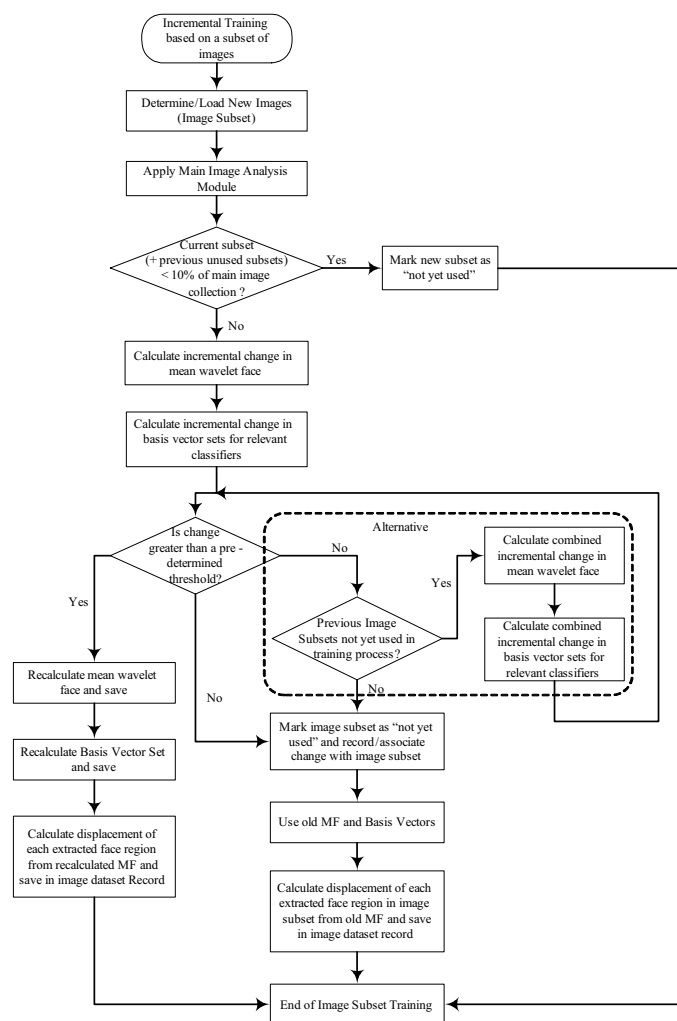 Incremental Training
based on a subset of
images
Determine/Load New Images
(Image Subset)
Apply Main Image Analysis
Module
Current subset
(+ previous unused subsets)
< 10% of main image
collection ?
Yes
Mark new subset as
“not yet used”
No
Calculate incremental change in
mean wavelet face
Calculate incremental change in
basis vector sets for relevant
classifiers
Is change
greater than a pre -
determined
threshold?
Alternative
No
Yes
Calculate combined
incremental change in
mean wavelet face
Yes
Previous Image
Subsets not yet used in
training process ?
Calculate combined
incremental change in
basis vector sets for
relevant classifiers
Recalculate mean wavelet
face and save
No
No
Mark image subset as “not yet
used” and record/associate
change with image subset
Recalculate Basis Vector Set
and save
Use old MF and Basis Vectors
Calculate displacement of
each extracted face region
from recalculated MF and
save in image dataset Record
Calculate displacement of each
extracted face region in image
subset from old MF and save
in image dataset record
End of Image Subset Training